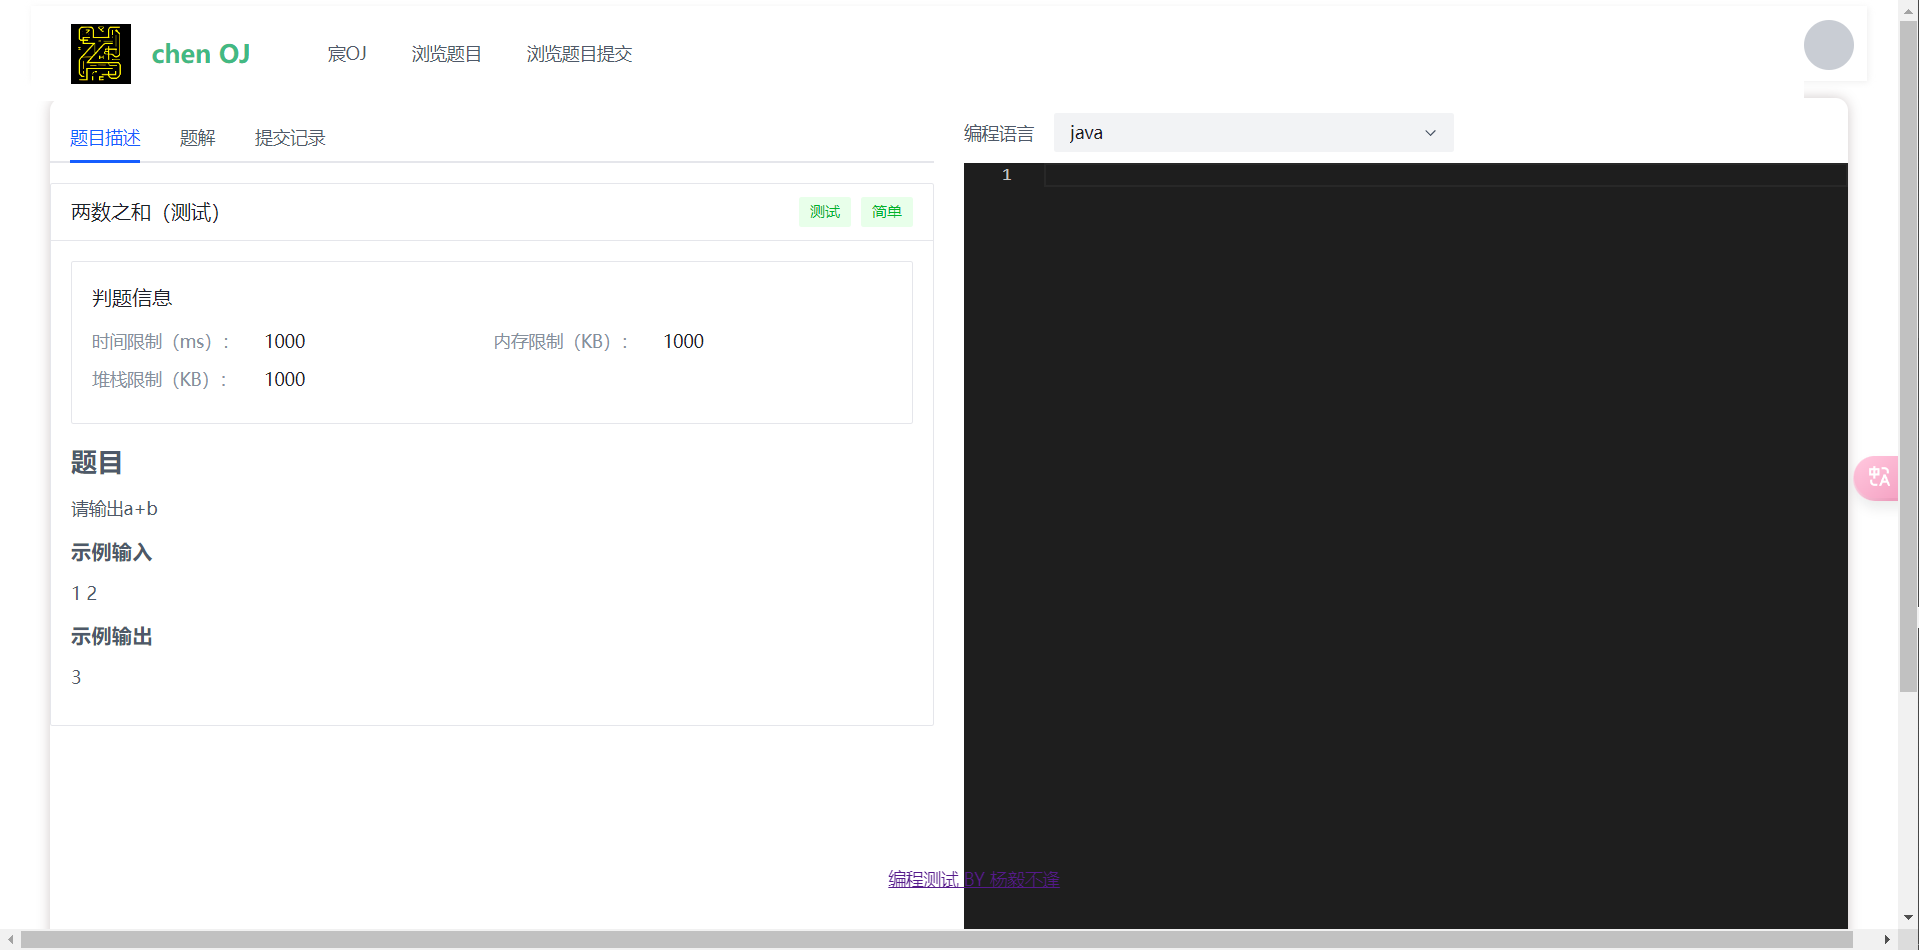 chen OJ
宸OJ
浏览题目
浏览题目提交
题目描述
题解
提交记录
编程语言
java
1
两数之和（测试）
测试
简单
判题信息
时间限制（ms）：
1000
内存限制（KB）：
1000
堆栈限制（KB）：
1000
题目
请输出a+b
示例输入
1 2
示例输出
3
编程测试 BY 杨毅不逢